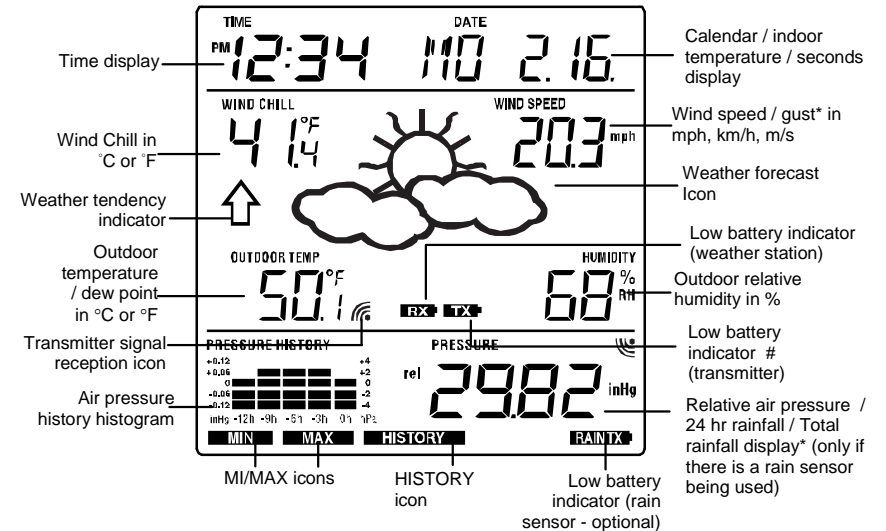 TIME
DATE
PM 12:34 MO 2.16.
Time display
Calendar / indoor
temperature / seconds
display
WIND CHILL
WIND SPEED
41.4 °F
20.3 mph
Wind Chill in
°C or °F
Wind speed / gust* in
mph, km/h, m/s
Weather forecast
Icon
Weather tendency
indicator
Low battery indicator
(weather station)
OUTDOOR TEMP
HUMIDITY
50.1 °F
RX TX
68 % RH
Outdoor
temperature
/ dew point
in °C or °F
Outdoor relative
humidity in %
Transmitter signal
reception icon
Low battery
indicator #
(transmitter)
PRESSURE HISTORY
PRESSURE
+0.12 +4
+0.06 +2
0 0
-0.06 -2
-0.12 -4
inHg -12h -9h -6h -3h 0h hPa
rel 29.82 inHg
Air pressure
history histogram
Relative air pressure /
24 hr rainfall / Total
rainfall display* (only if
there is a rain sensor
being used)
MIN MAX HISTORY RAINTX
MI/MAX icons
HISTORY
icon
Low battery
indicator (rain
sensor - optional)